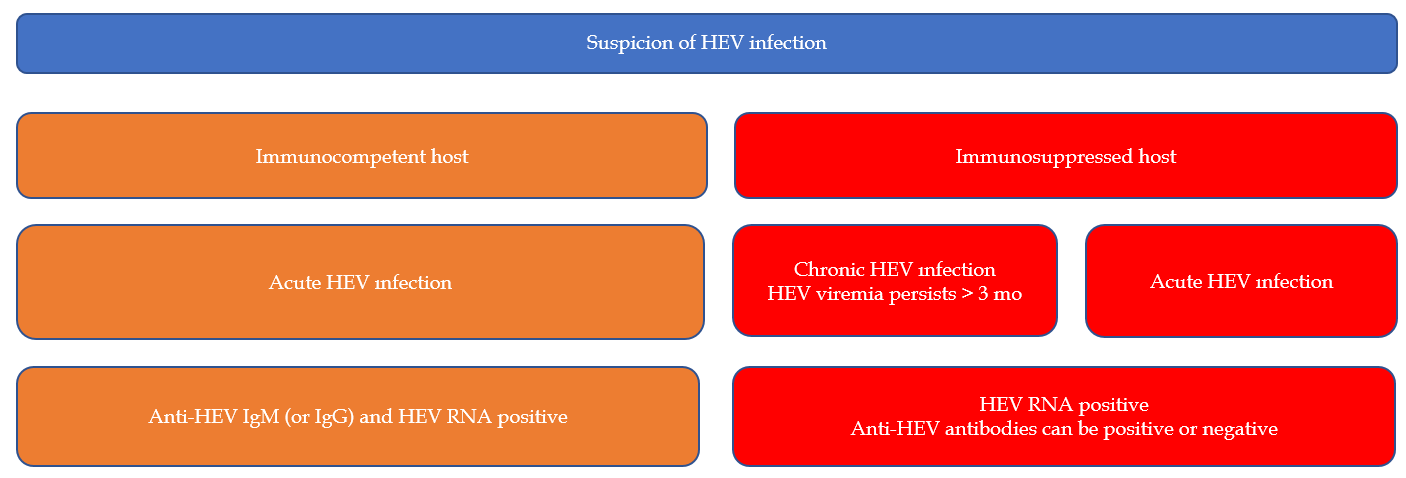 Suspicion of HEV infection
Immunocompetent host
Immunosuppressed host
Acute HEV infection
Chronic HEV infection
HEV viremia persists > 3 mo
Acute HEV infection
Anti-HEV IgM (or IgG) and HEV RNA positive
HEV RNA positive
Anti-HEV antibodies can be positive or negative